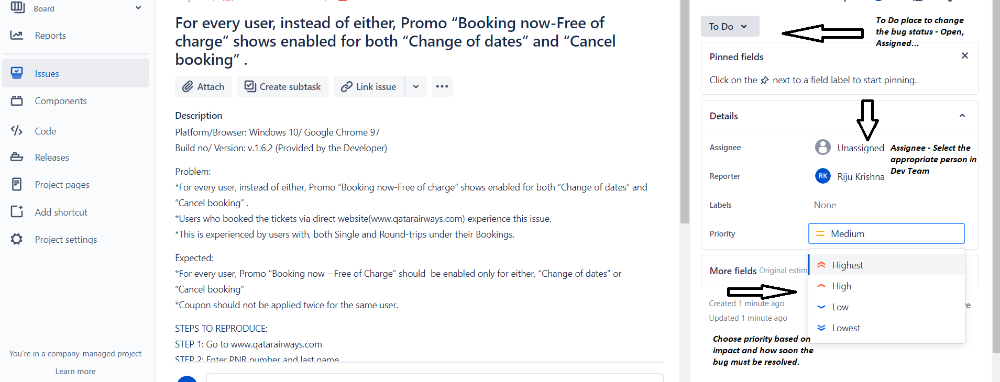 Board
Reports
Issues
Components
Code
Releases
Project pages
Add shortcut
Project settings
You're in a company-managed project
Learn more
For every user, instead of either, Promo “Booking now-Free of
charge” shows enabled for both “Change of dates” and “Cancel
booking” .
Attach
Create subtask
Link issue
Description
Platform/Browser: Windows 10/ Google Chrome 97
Build no/ Version: v.1.6.2 (Provided by the Developer)
Problem:
*For every user, instead of either, Promo “Booking now-Free of charge” shows enabled for both “Change of dates” and
“Cancel booking” .
*Users who booked the tickets via direct website(www.qatarairways.com) experience this issue.
*This is experienced by users with, both Single and Round-trips under their Bookings.
Expected:
*For every user, Promo “Booking now – Free of Charge” should  be enabled only for either, “Change of dates” or
“Cancel booking”
*Coupon should not be applied twice for the same user.
STEPS TO REPRODUCE:
STEP 1: Go to www.qatarairways.com
STEP 2: Enter PNR number and last name
To Do
To Do place to change
the bug status - Open,
Assigned...
Pinned fields
Click on the next to a field label to start pinning.
Details
Assignee
Unassigned
Assignee - Select the
appropriate person in
Dev Team
Reporter
RK
Riju Krishna
Labels
None
Priority
Medium
Highest
High
Low
Lowest
More fields
Original estim
Created 1 minute ago
Updated 1 minute ago
Choose priority based on
impact and how soon the
bug must be resolved.